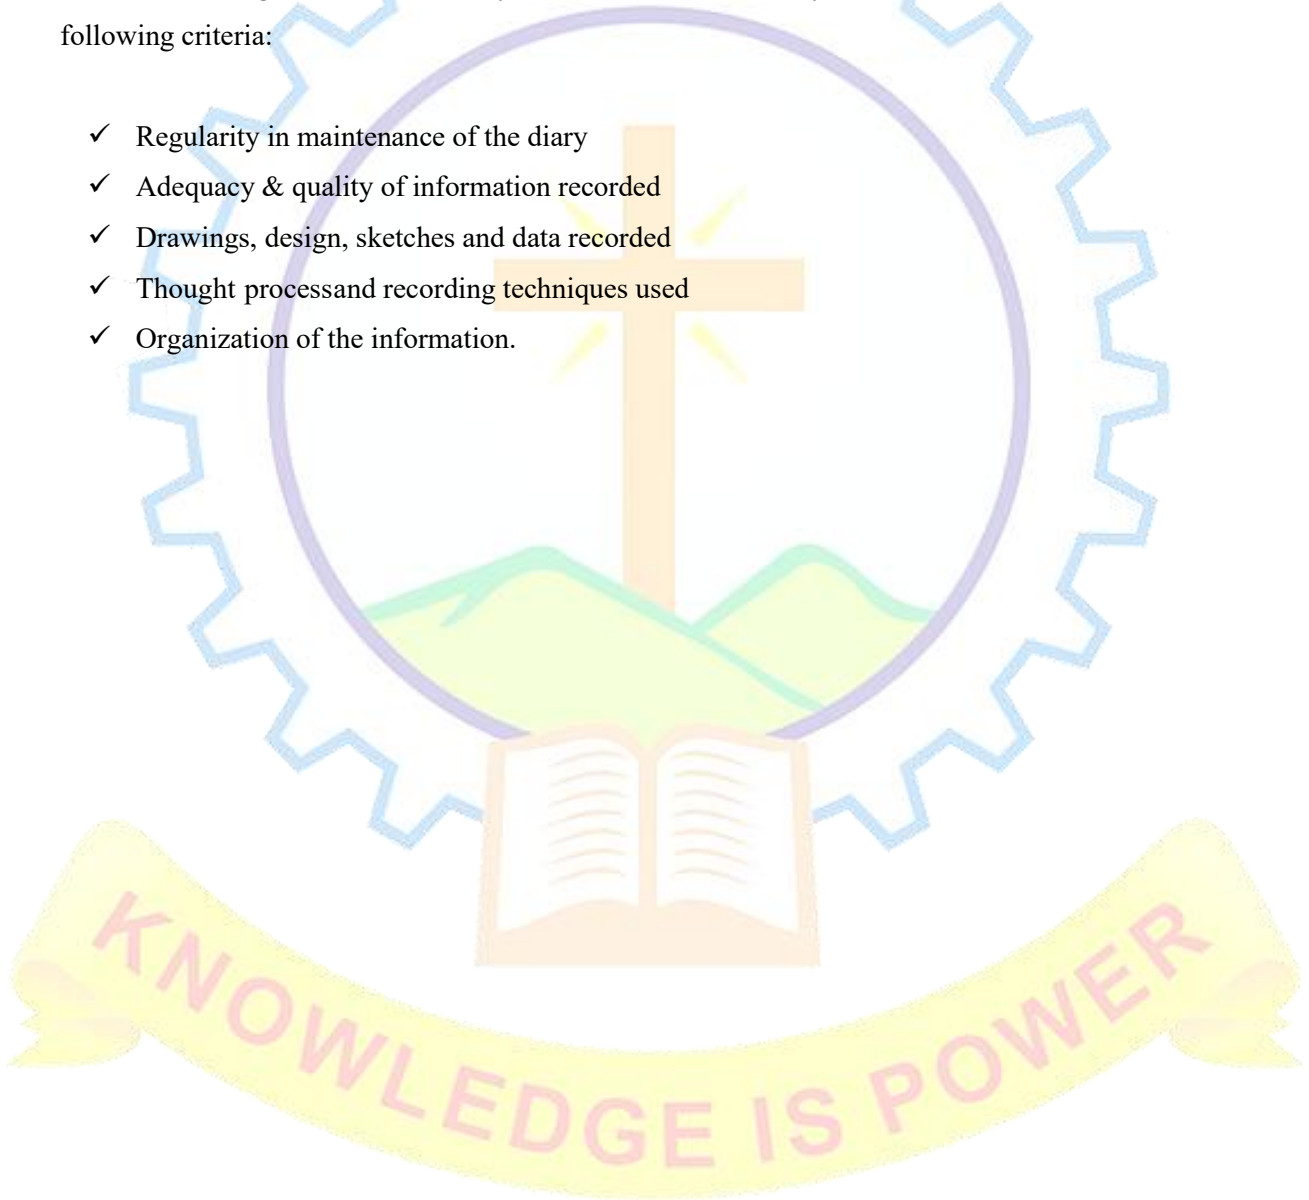 following criteria:
✓ Regularity in maintenance of the diary
✓ Adequacy & quality of information recorded
✓ Drawings, design, sketches and data recorded
✓ Thought processand recording techniques used
✓ Organization of the information.
KNOWLEDGE IS POWER